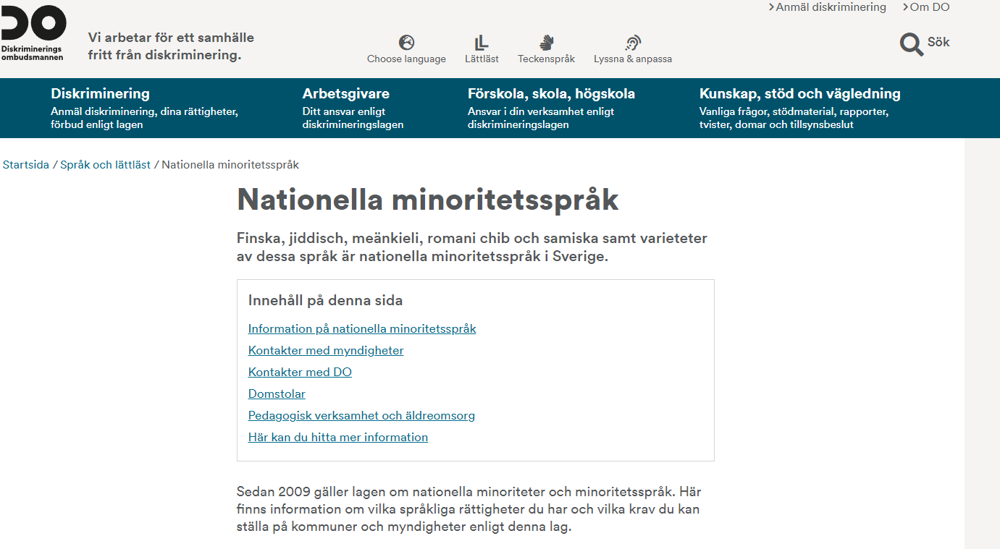 Anmäl diskriminering
Om DO
DO
Diskriminerings
ombudsmannen
Vi arbetar för ett samhälle
fritt från diskriminering.
Choose language
Lättläst
Teckenspråk
Lyssna & anpassa
Sök
Diskriminering
Anmäl diskriminering, dina rättigheter,
förbud enligt lagen
Arbetsgivare
Ditt ansvar enligt
diskrimineringslagen
Förskola, skola, högskola
Ansvar i din verksamhet enligt
diskrimineringslagen
Kunskap, stöd och vägledning
Vanliga frågor, stödmaterial, rapporter,
tvister, domar och tillsynsbeslut
Startsida / Språk och lättläst / Nationella minoritetsspråk
Nationella minoritetsspråk
Finska, jiddisch, meänkieli, romani chib och samiska samt varieteter
av dessa språk är nationella minoritetsspråk i Sverige.
Innehåll på denna sida
Information på nationella minoritetsspråk
Kontakter med myndigheter
Kontakter med DO
Domstolar
Pedagogisk verksamhet och äldreomsorg
Här kan du hitta mer information
Sedan 2009 gäller lagen om nationella minoriteter och minoritetsspråk. Här
finns information om vilka språkliga rättigheter du har och vilka krav du kan
ställa på kommuner och myndigheter enligt denna lag.